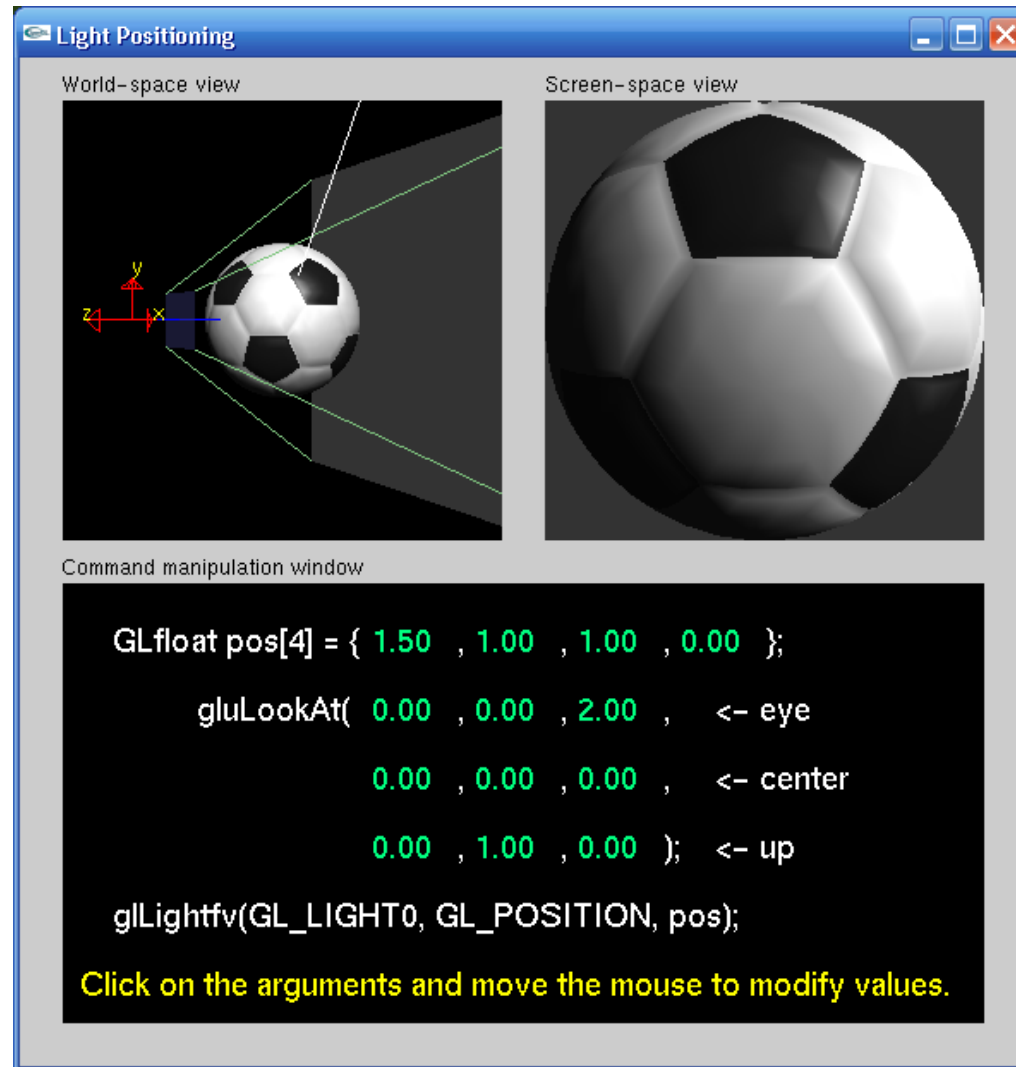 Light Positioning
World-space view
Screen-space view
y
z x
Command manipulation window
GLfloat pos[4] = { 1.50 , 1.00 , 1.00 , 0.00 };
gluLookAt( 0.00 , 0.00 , 2.00 , <- eye
0.00 , 0.00 , 0.00 , <- center
0.00 , 1.00 , 0.00 ); <- up
glLightfv(GL_LIGHT0, GL_POSITION, pos);
Click on the arguments and move the mouse to modify values.